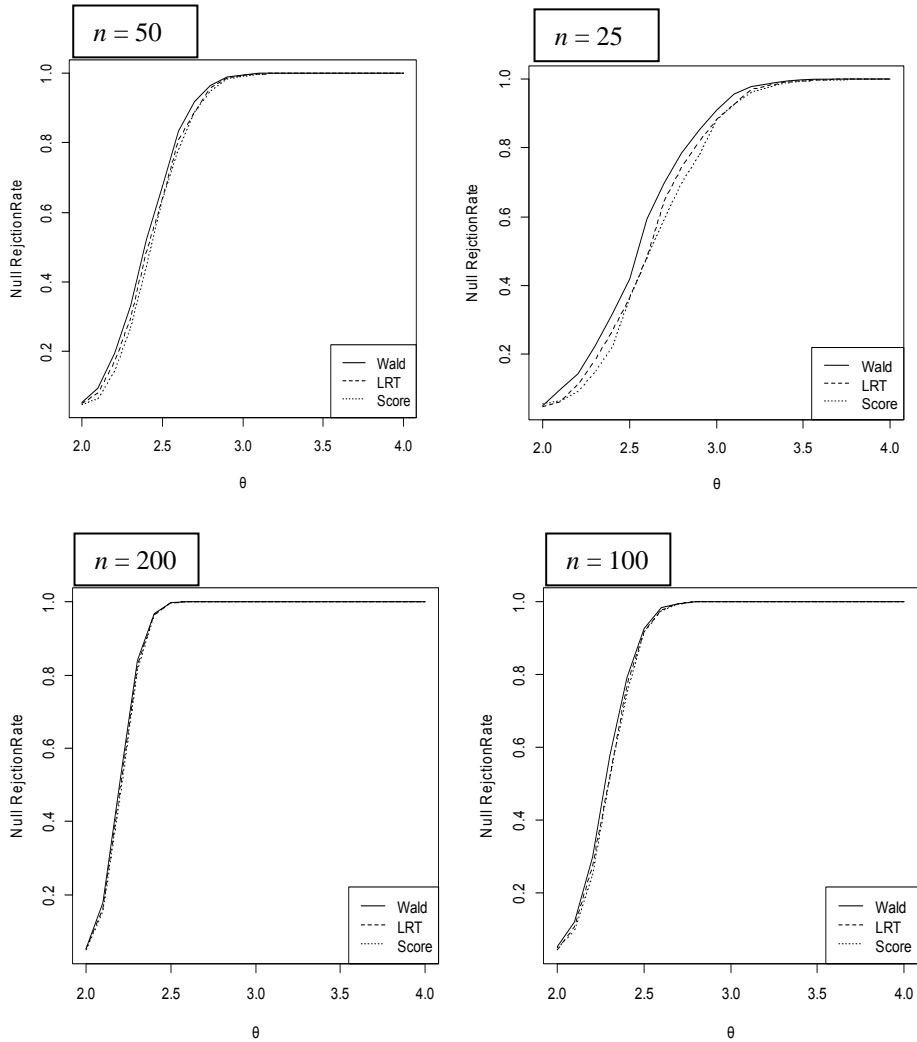 n = 50
Null RejctionRate
1.0
0.8
0.6
0.4
0.2
Wald
LRT
Score
2.0 2.5 3.0 3.5 4.0
θ
n = 25
Null RejctionRate
1.0
0.8
0.6
0.4
0.2
Wald
LRT
Score
2.0 2.5 3.0 3.5 4.0
θ
n = 200
Null RejctionRate
1.0
0.8
0.6
0.4
0.2
Wald
LRT
Score
2.0 2.5 3.0 3.5 4.0
θ
n = 100
Null RejctionRate
1.0
0.8
0.6
0.4
0.2
Wald
LRT
Score
2.0 2.5 3.0 3.5 4.0
θ